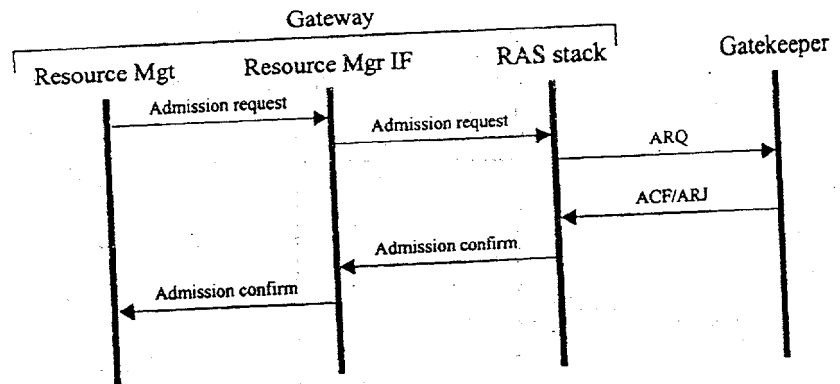 Gateway
Resource Mgt
Resource Mgr IF
RAS stack
Gatekeeper
Admission request
Admission request
ARQ
ACF/ARJ
Admission confirm
Admission confirm